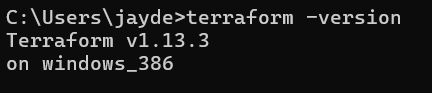 C:\Users\jayde>terraform -version
Terraform v1.13.3
on windows_386